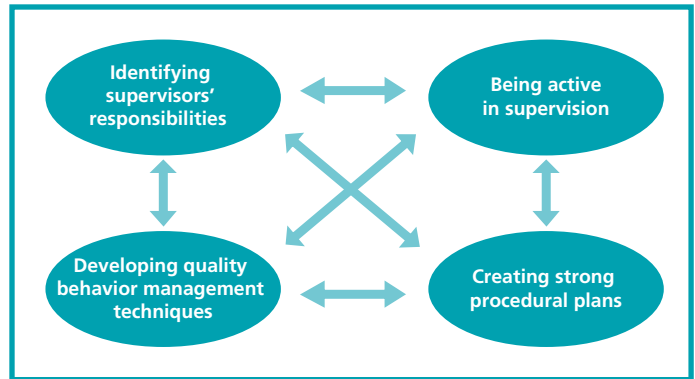 Identifying
supervisors'
responsibilities
Being active
in supervision
Developing quality
behavior management
techniques
Creating strong
procedural plans